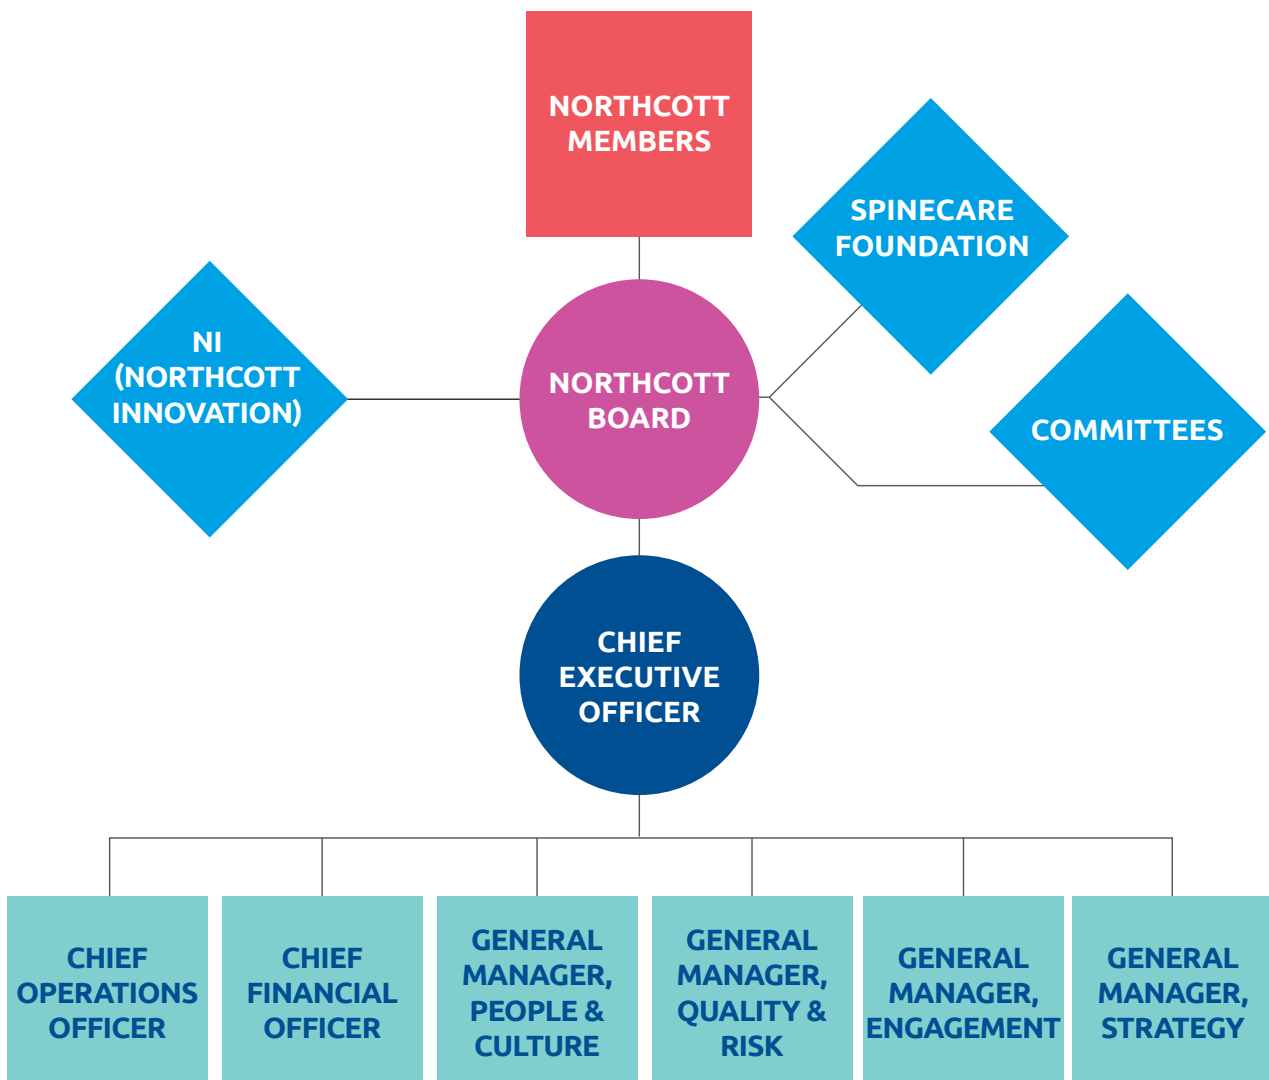 NORTHCOTT
MEMBERS
SPINECARE
FOUNDATION
NI
(NORTHCOTT
INNOVATION)
NORTHCOTT
BOARD
COMMITTEES
CHIEF
EXECUTIVE
OFFICER
CHIEF
OPERATIONS
OFFICER
CHIEF
FINANCIAL
OFFICER
GENERAL
MANAGER,
PEOPLE &
CULTURE
GENERAL
MANAGER,
QUALITY &
RISK
GENERAL
MANAGER,
ENGAGEMENT
GENERAL
MANAGER,
STRATEGY